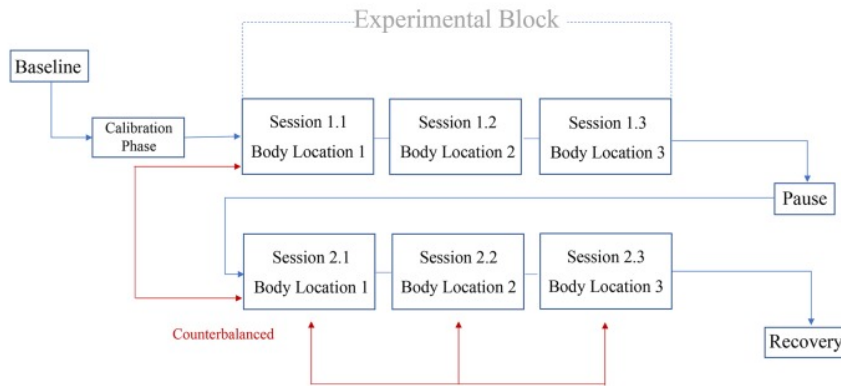 Experimental Block
Baseline
Calibration
Phase
Session 1.1
Body Location 1
Session 1.2
Body Location 2
Session 1.3
Body Location 3
Pause
Session 2.1
Body Location 1
Session 2.2
Body Location 2
Session 2.3
Body Location 3
Counterbalanced
Recovery